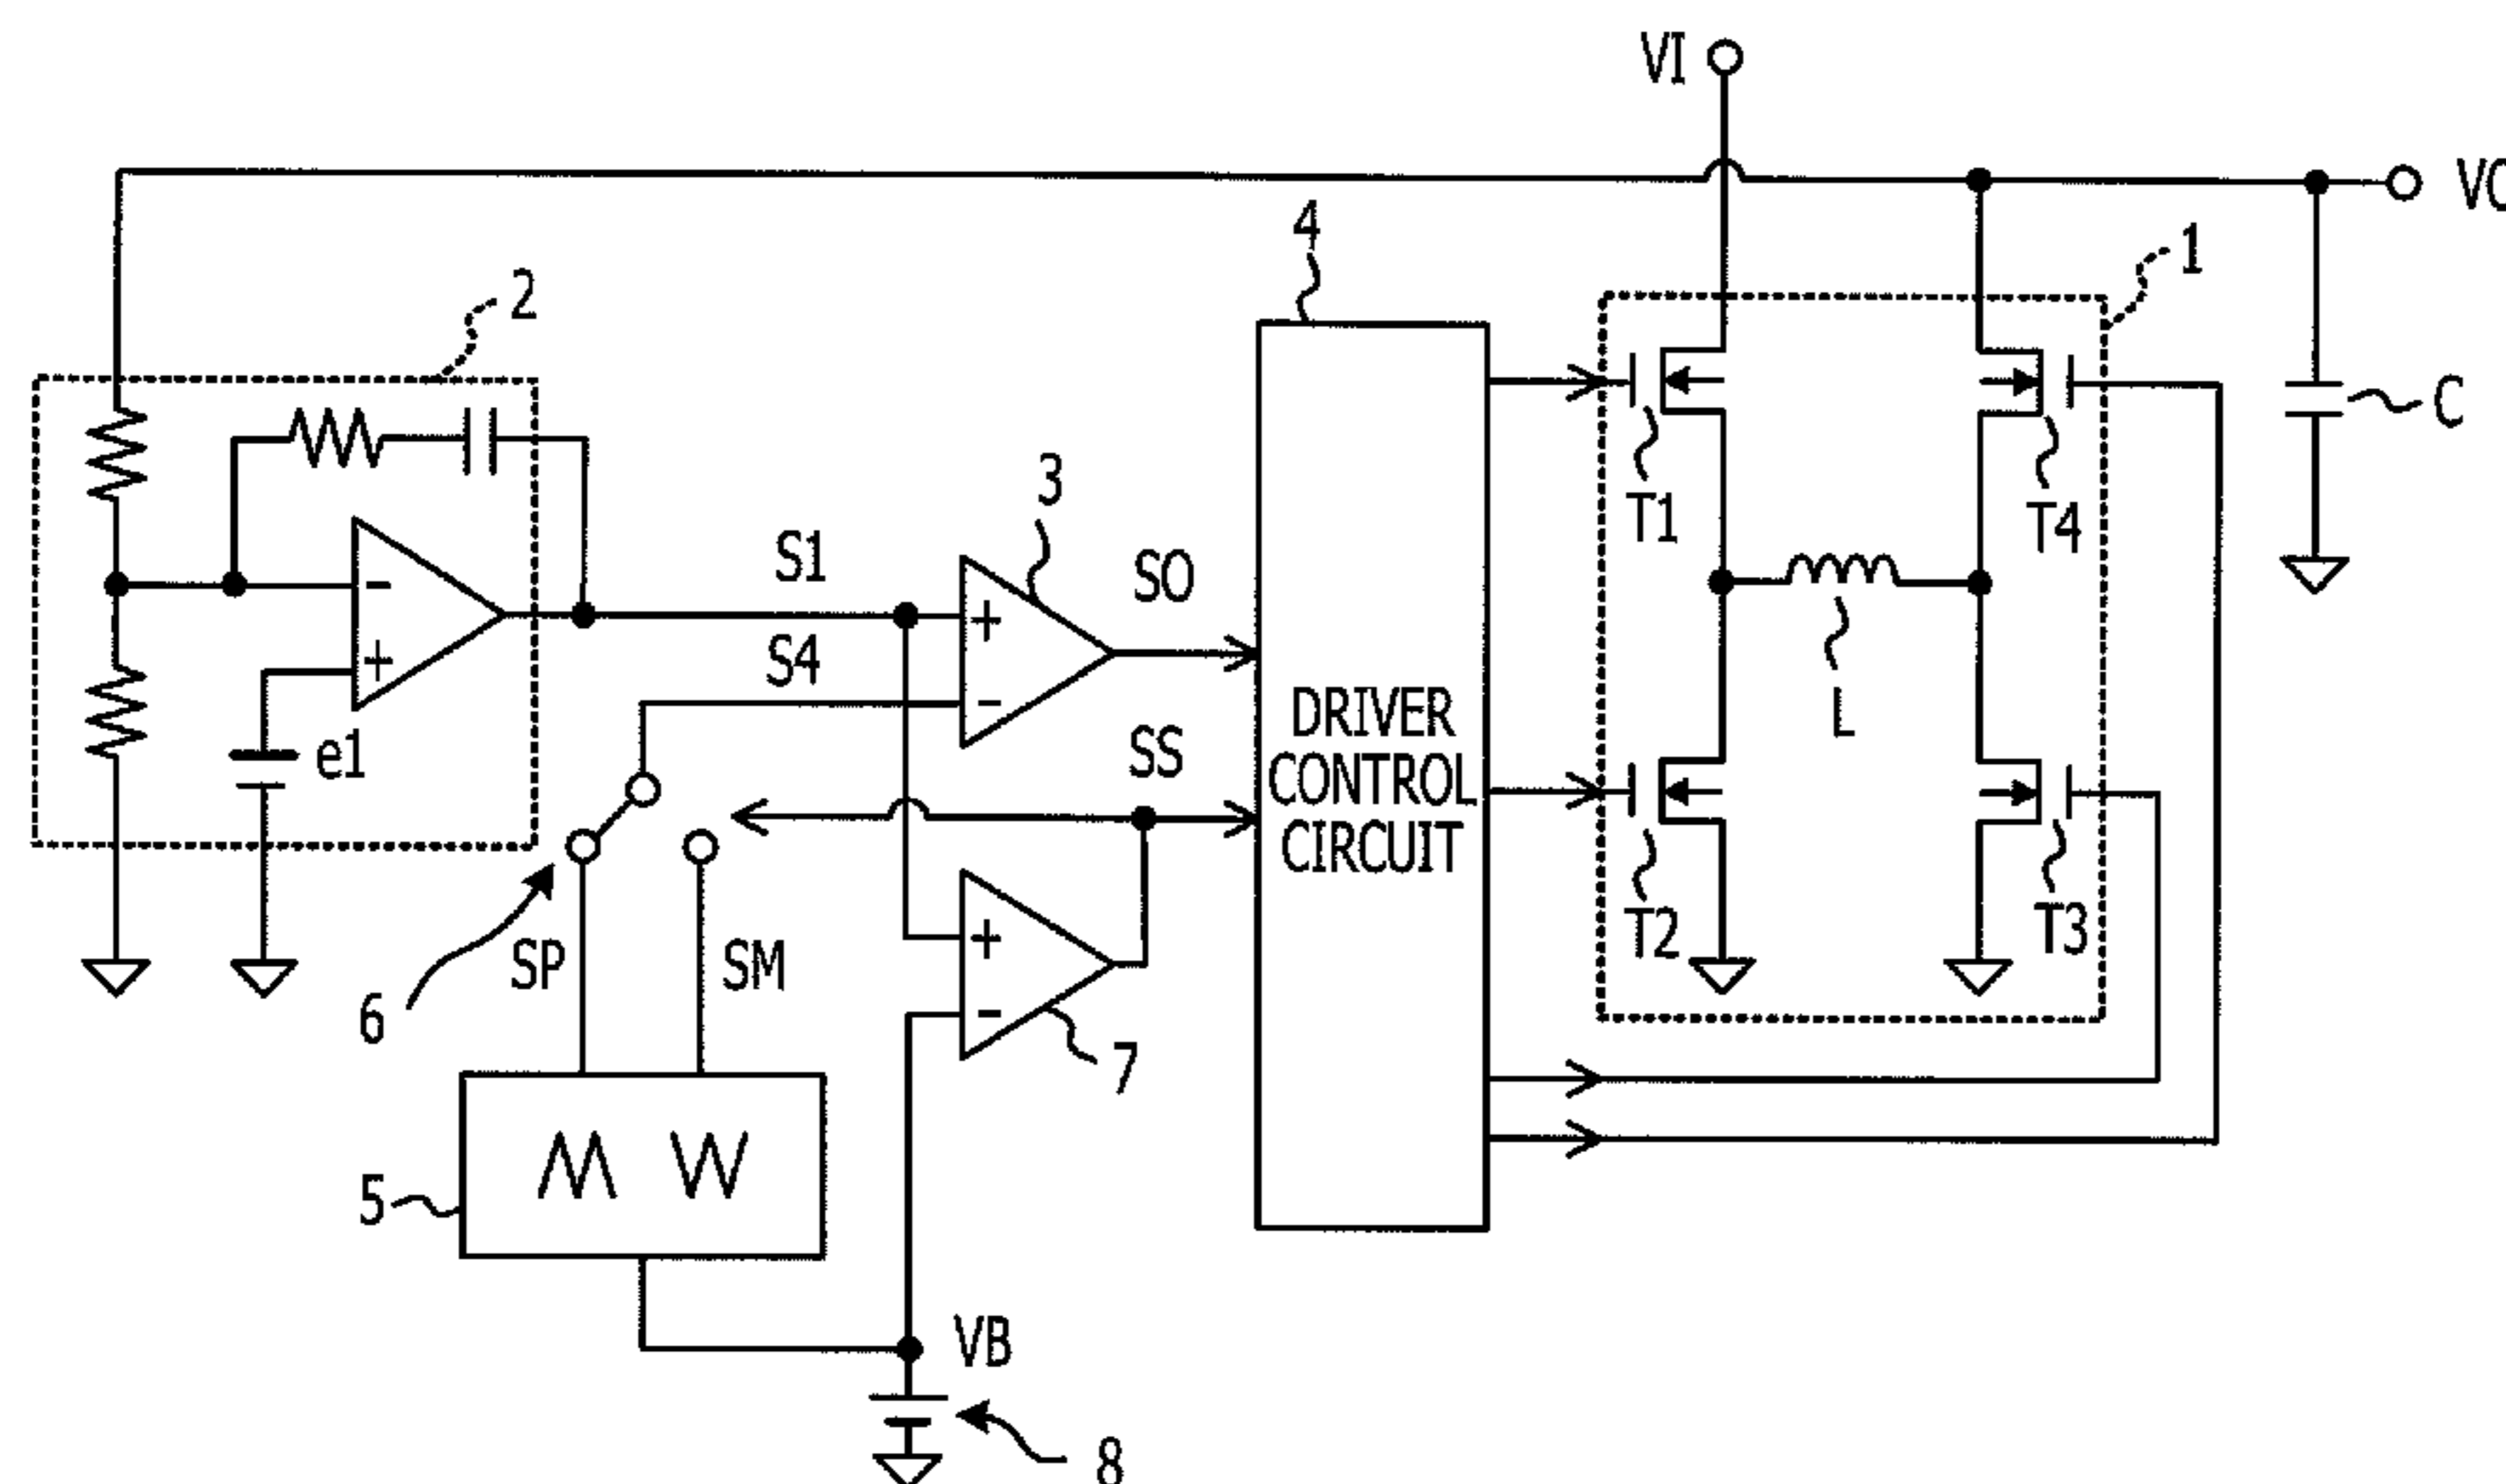 VI
VO
4
1
2
C
3
T1
T4
S1
SO
S4
L
DRIVER
CONTROL
CIRCUIT
e1
SS
-
+
+
-
+
-
T2
T3
SP
SM
6
7
5
VB
8